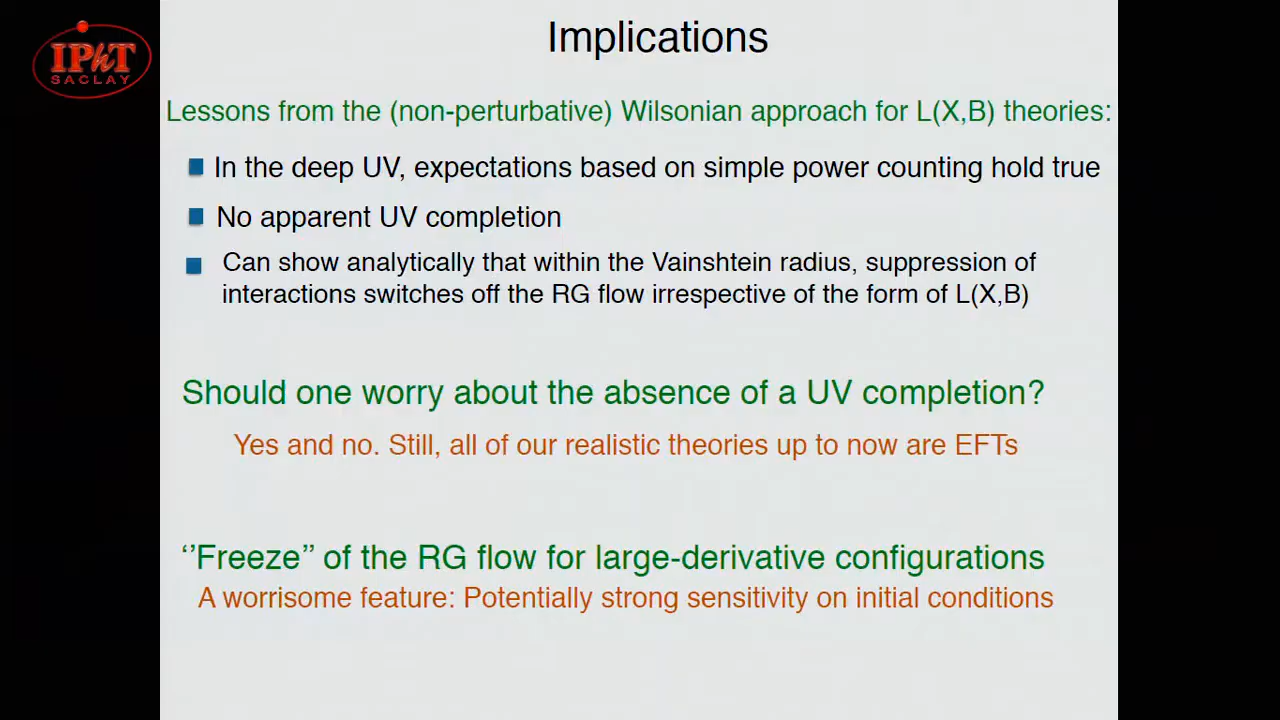 IPhT
SACLAY
Implications
Lessons from the (non-perturbative) Wilsonian approach for L(X,B) theories:
In the deep UV, expectations based on simple power counting hold true
No apparent UV completion
Can show analytically that within the Vainshtein radius, suppression of
interactions switches off the RG flow irrespective of the form of L(X,B)
Should one worry about the absence of a UV completion?
Yes and no. Still, all of our realistic theories up to now are EFTs
‘’Freeze’’ of the RG flow for large-derivative configurations
A worrisome feature: Potentially strong sensitivity on initial conditions